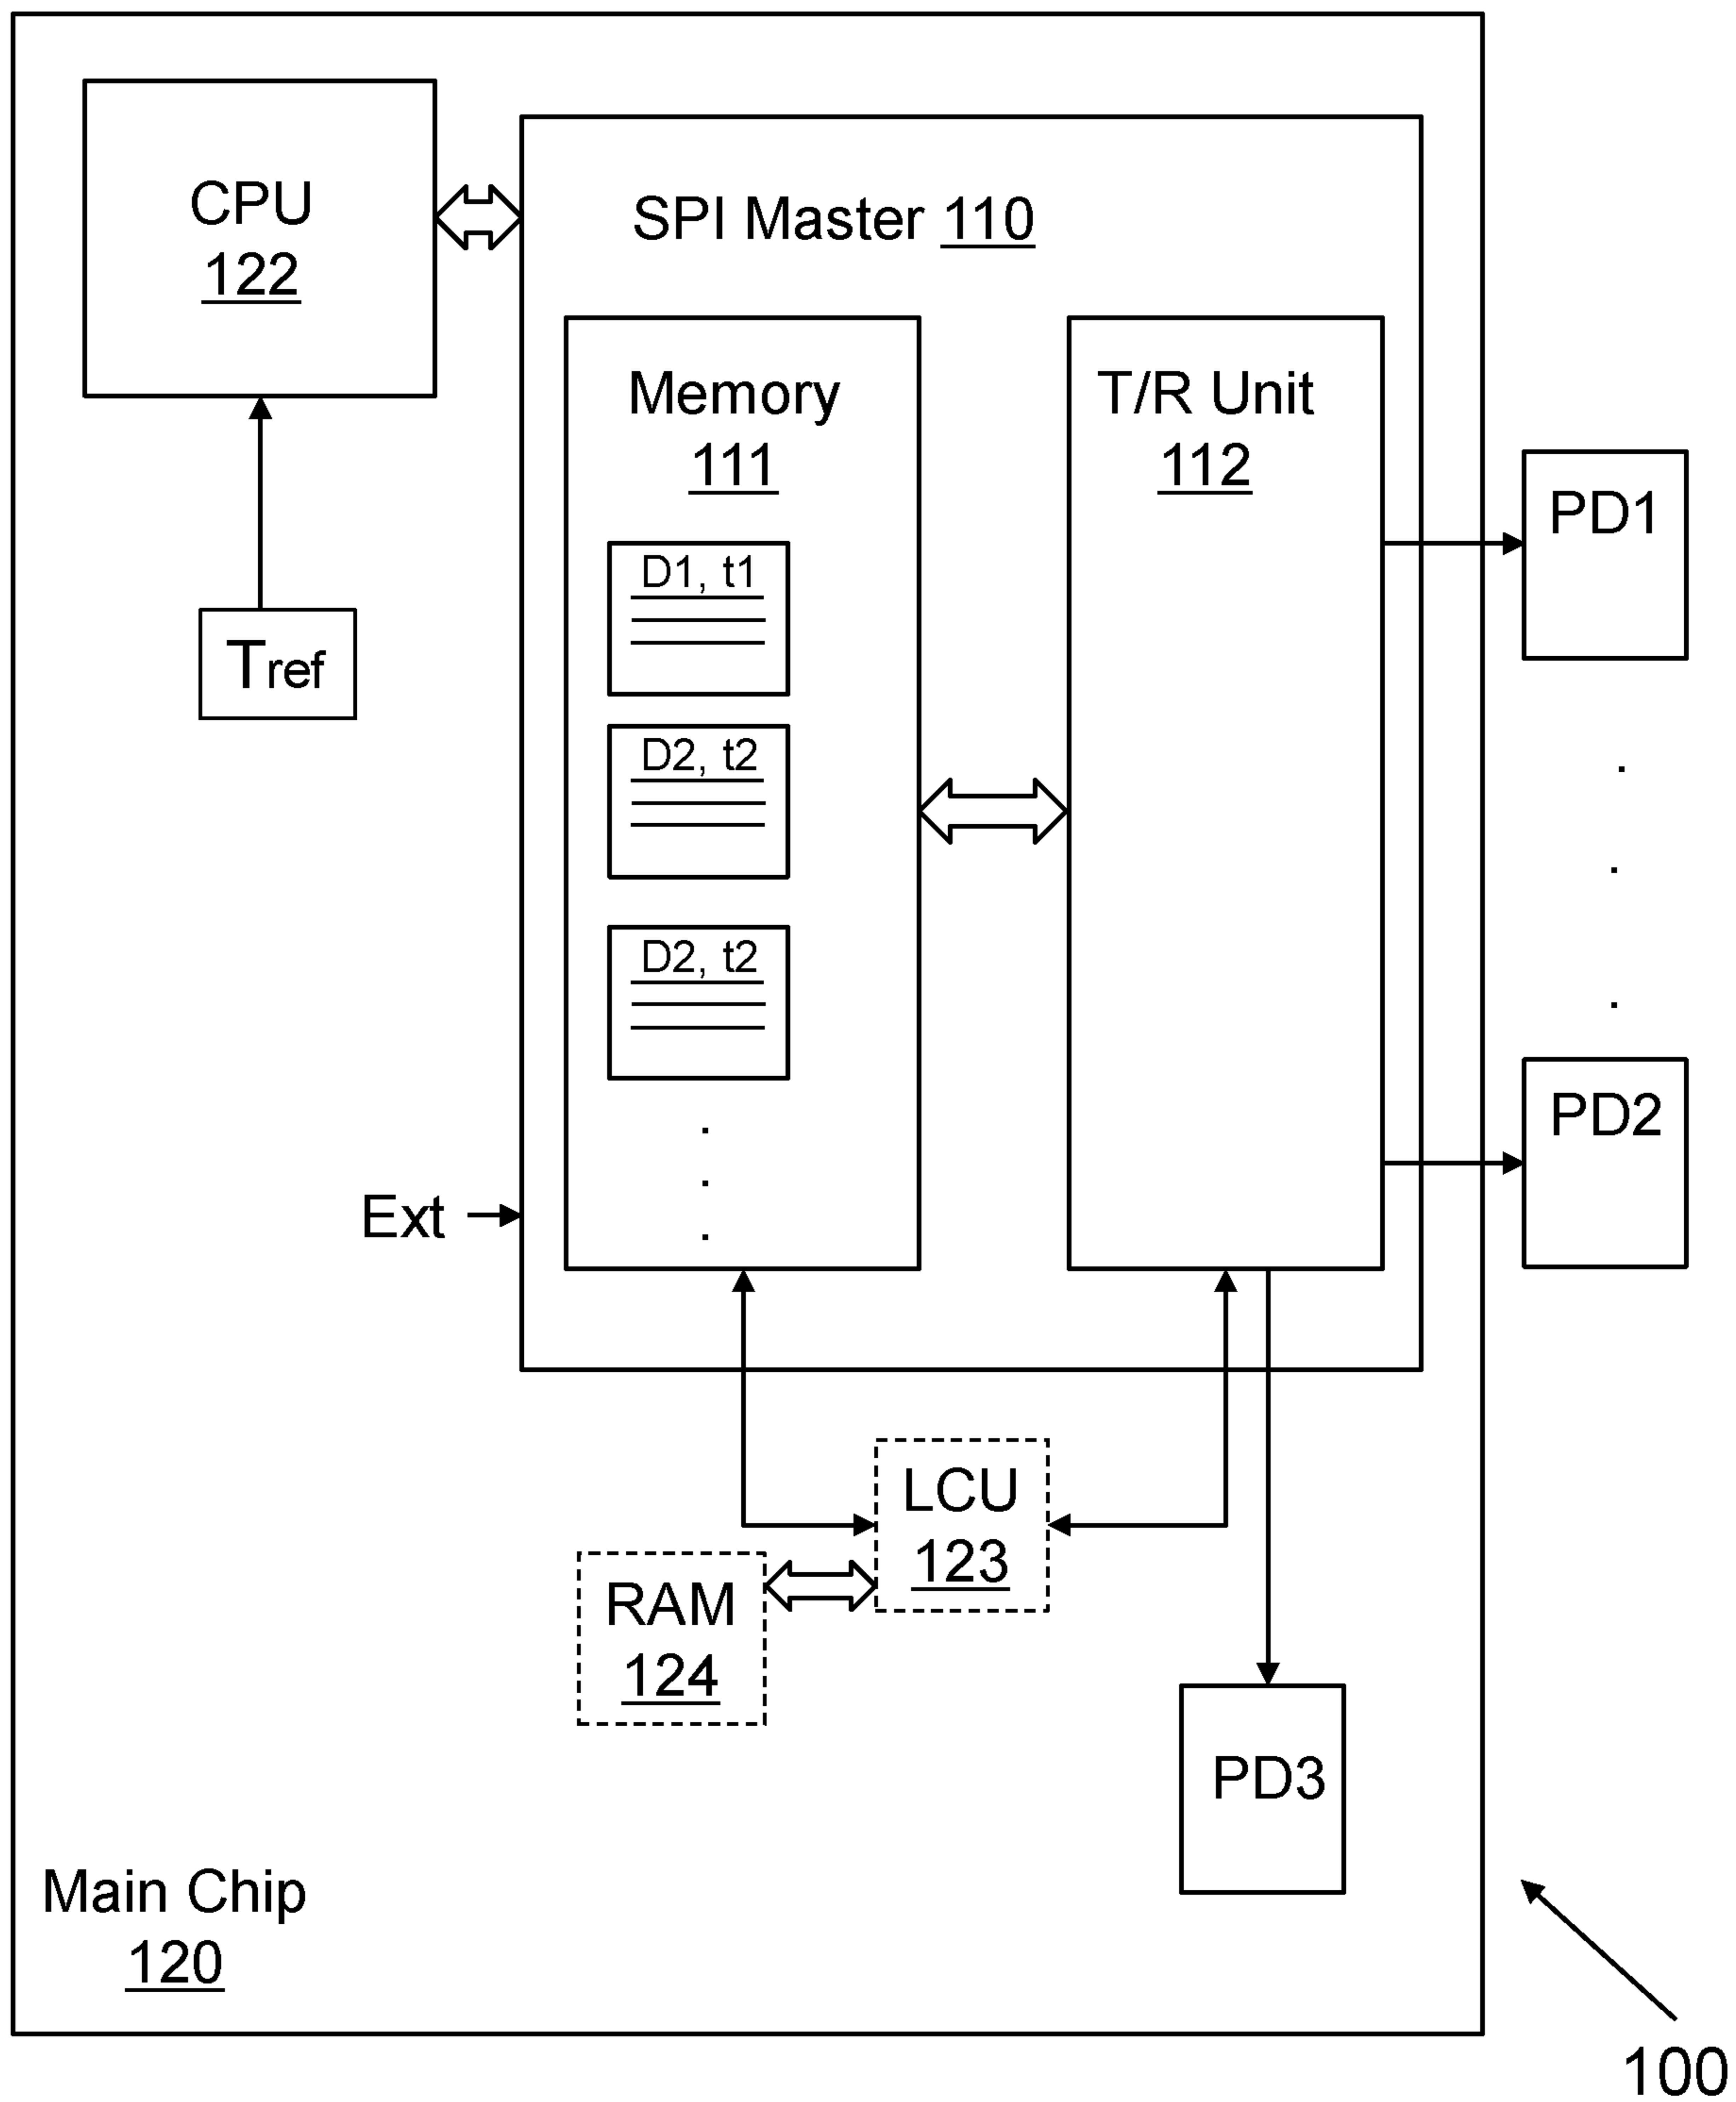 CPU
122
SPI Master 110
Memory
111
T/R Unit
112
D1, t1
D2, t2
D2, t2
Tref
PD1
PD2
Ext
LCU
123
RAM
124
PD3
Main Chip
120
100